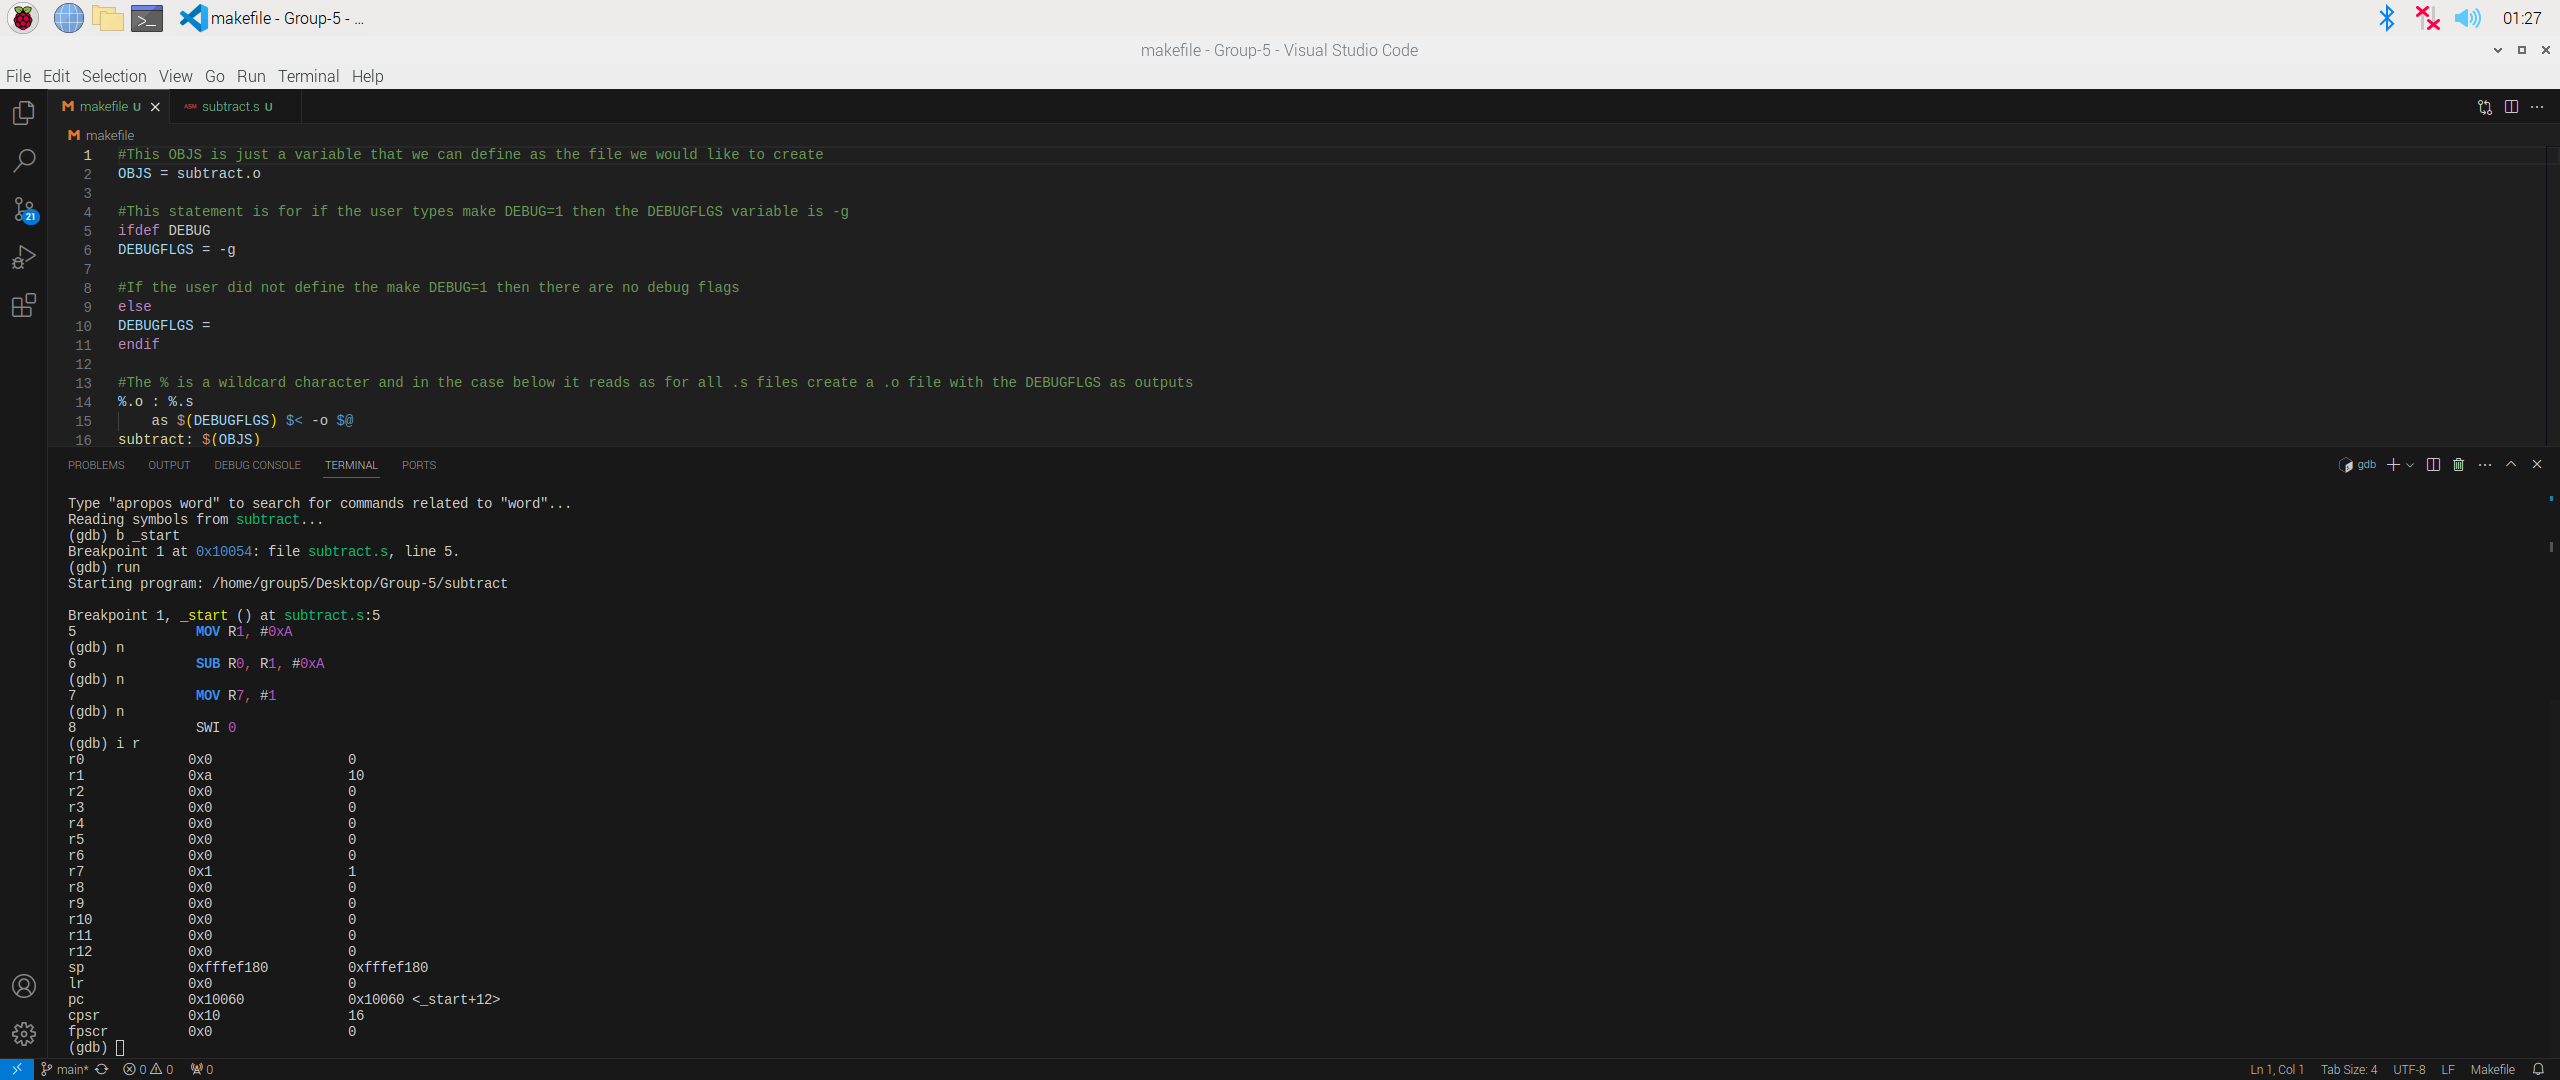 makefile - Group-5 - ...
01:27
makefile - Group-5 - Visual Studio Code
File Edit Selection View Go Run Terminal Help
makefile U
ASM subtract.s U
M makefile
21
1 #This OBJS is just a variable that we can define as the file we would like to create
2 OBJS = subtract.o
3
4 #This statement is for if the user types make DEBUG=1 then the DEBUGFLGS variable is -g
5 ifdef DEBUG
6 DEBUGFLGS = -g
7
8 #If the user did not define the make DEBUG=1 then there are no debug flags
9 else
10 DEBUGFLGS =
11 endif
12
13 #The % is a wildcard character and in the case below it reads as for all .s files create a .o file with the DEBUGFLGS as outputs
14 %.o : %.s
15 as $(DEBUGFLGS) $< -o $@
16 subtract: $(OBJS)
PROBLEMS OUTPUT DEBUG CONSOLE TERMINAL PORTS
gdb
Type "apropos word" to search for commands related to "word"...
Reading symbols from subtract...
(gdb) b _start
Breakpoint 1 at 0x10054: file subtract.s, line 5.
(gdb) run
Starting program: /home/group5/Desktop/Group-5/subtract
Breakpoint 1, _start () at subtract.s:5
5 MOV R1, #0xA
(gdb) n
6 SUB R0, R1, #0xA
(gdb) n
7 MOV R7, #1
(gdb) n
8 SWI 0
(gdb) i r
r0 0x0 0
r1 0xa 10
r2 0x0 0
r3 0x0 0
r4 0x0 0
r5 0x0 0
r6 0x0 0
r7 0x1 1
r8 0x0 0
r9 0x0 0
r10 0x0 0
r11 0x0 0
r12 0x0 0
sp 0xfffef180 0xfffef180
lr 0x0 0
pc 0x10060 0x10060 <_start+12>
cpsr 0x10 16
fpscr 0x0 0
(gdb)
main* 0 0 0
Ln 1, Col 1 Tab Size: 4 UTF-8 LF Makefile